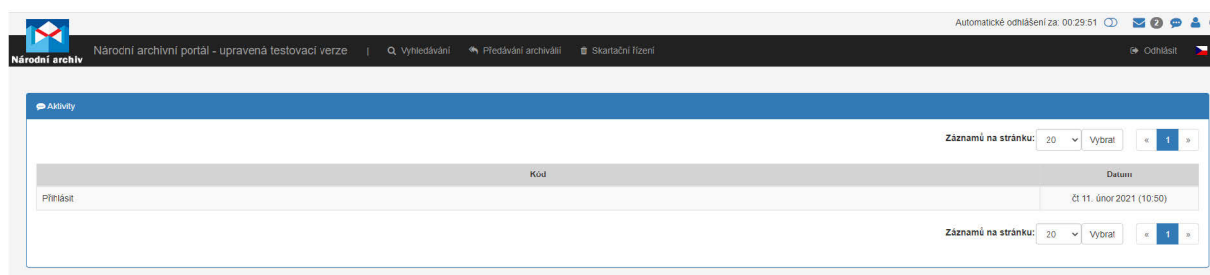 Automatické odhlášení za: 00:29:51 2
Národní archiv Národní archivní portál - upravená testovací verze | Vyhledávání Předávání archiválií Skartační řízení Odhlásit
Aktivity
Záznamů na stránku: 20 Vybrat « 1 »
Kód Datum
Přihlásit čt 11. únor 2021 (10:50)
Záznamů na stránku: 20 Vybrat « 1 »